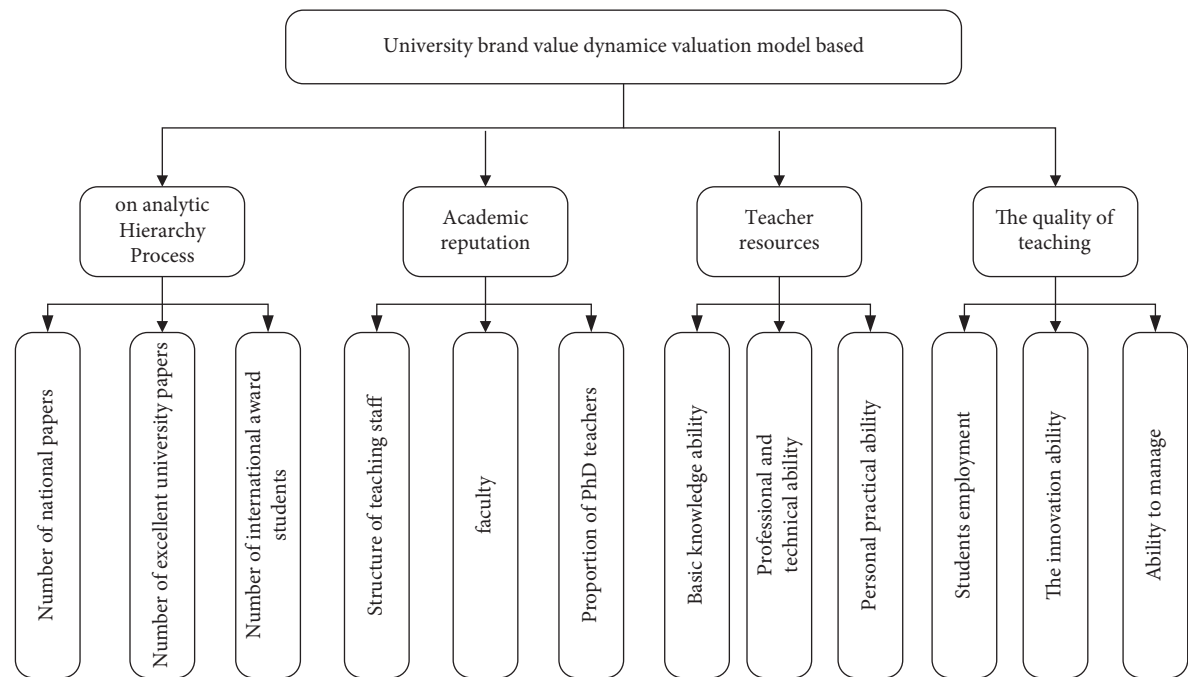 University brand value dynamice valuation model based
on analytic
Hierarchy
Process
Academic
reputation
Teacher
resources
The quality of
teaching
Number of national papers
Number of excellent university papers
Number of international award
students
Structure of teaching staff
faculty
Proportion of PhD teachers
Basic knowledge ability
Professional and
technical ability
Personal practical ability
Students employment
The innovation ability
Ability to manage